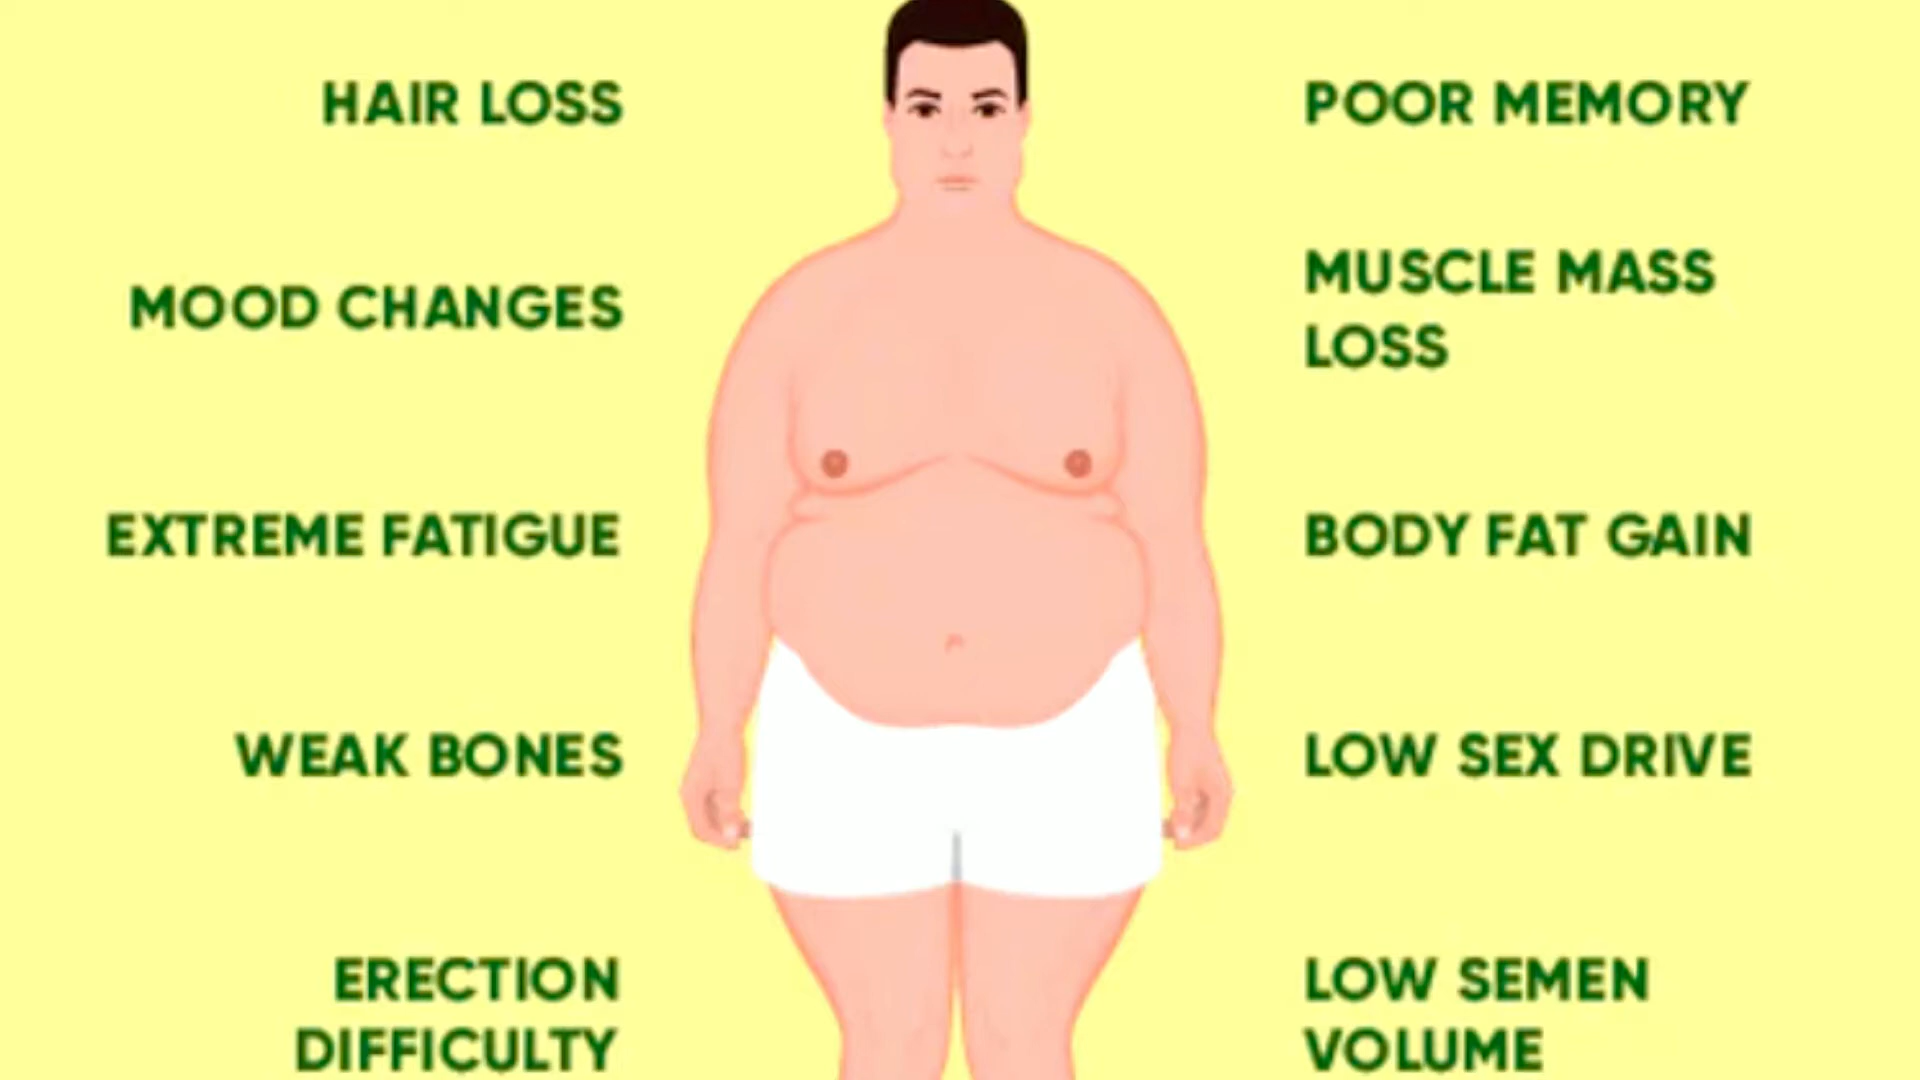 HAIR LOSS
MOOD CHANGES
EXTREME FATIGUE
WEAK BONES
ERECTION
DIFFICULTY
POOR MEMORY
MUSCLE MASS
LOSS
BODY FAT GAIN
LOW SEX DRIVE
LOW SEMEN
VOLUME